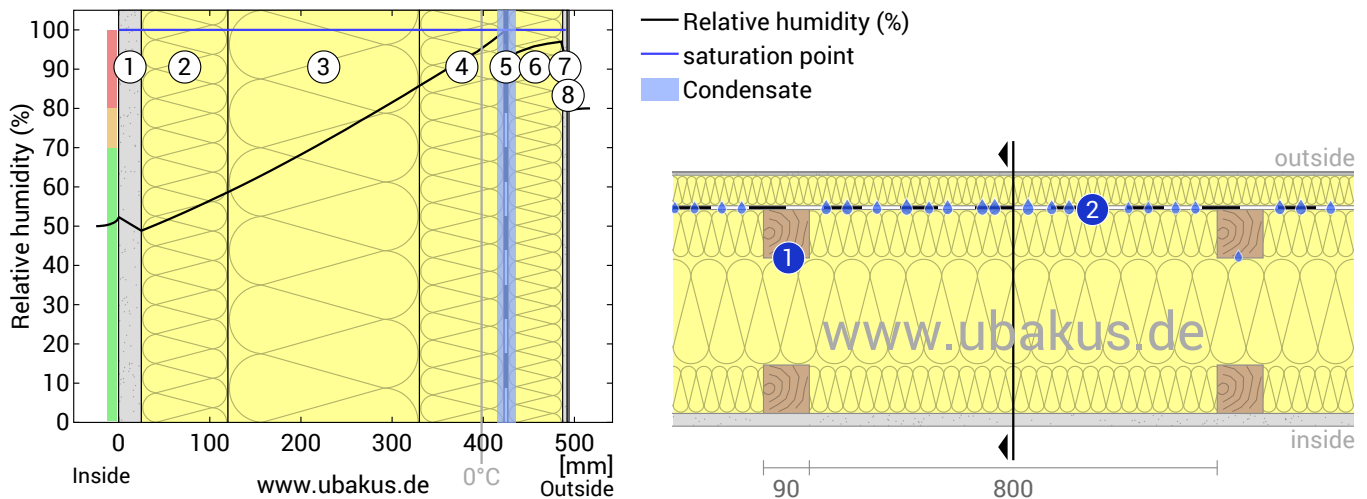 Relative humidity (%)
100
90
80
70
60
50
40
30
20
10
0
1
2
3
4
5
6
7
8
0
100
200
300
400
500
[mm]
0°C
Inside
www.ubakus.de
Outside
Relative humidity (%)
saturation point
Condensate
outside
2
1
www.ubakus.de
inside
90
800